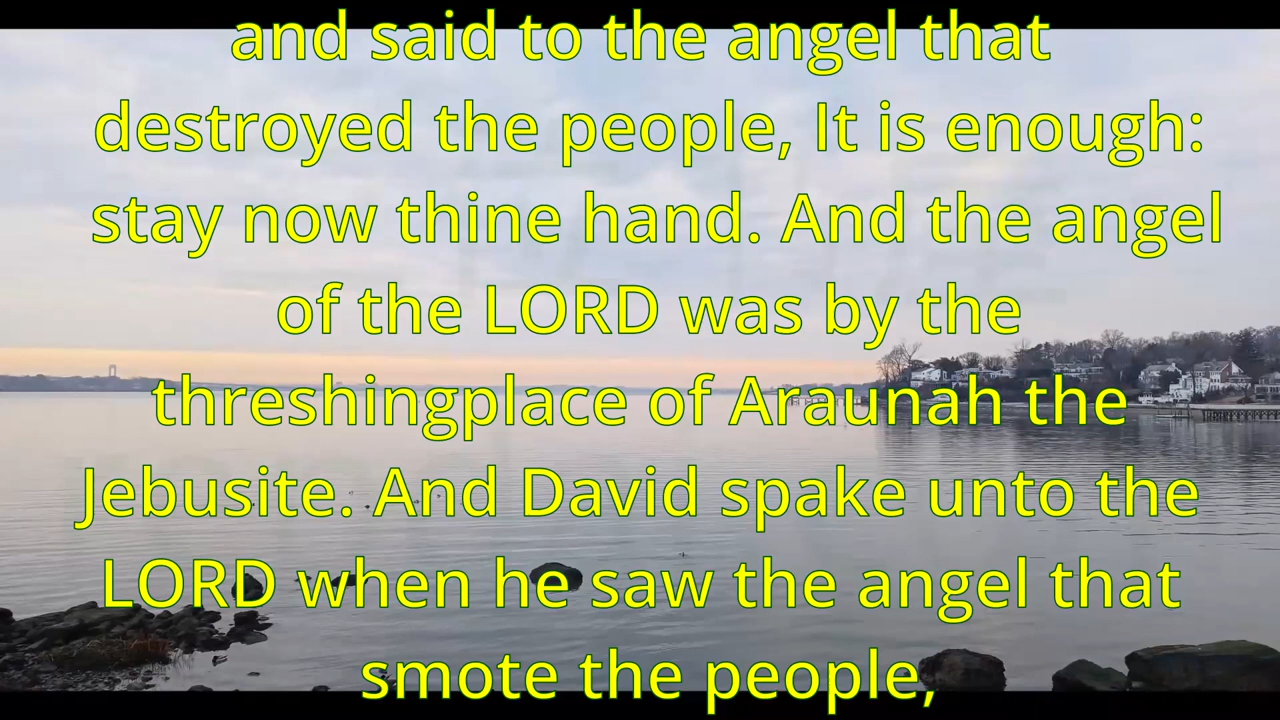 and said to the angel that
destroyed the people, It is enough:
stay now thine hand. And the angel
of the LORD was by the
threshingplace of Araunah the
Jebusite. And David spake unto the
LORD when he saw the angel that
smote the people,